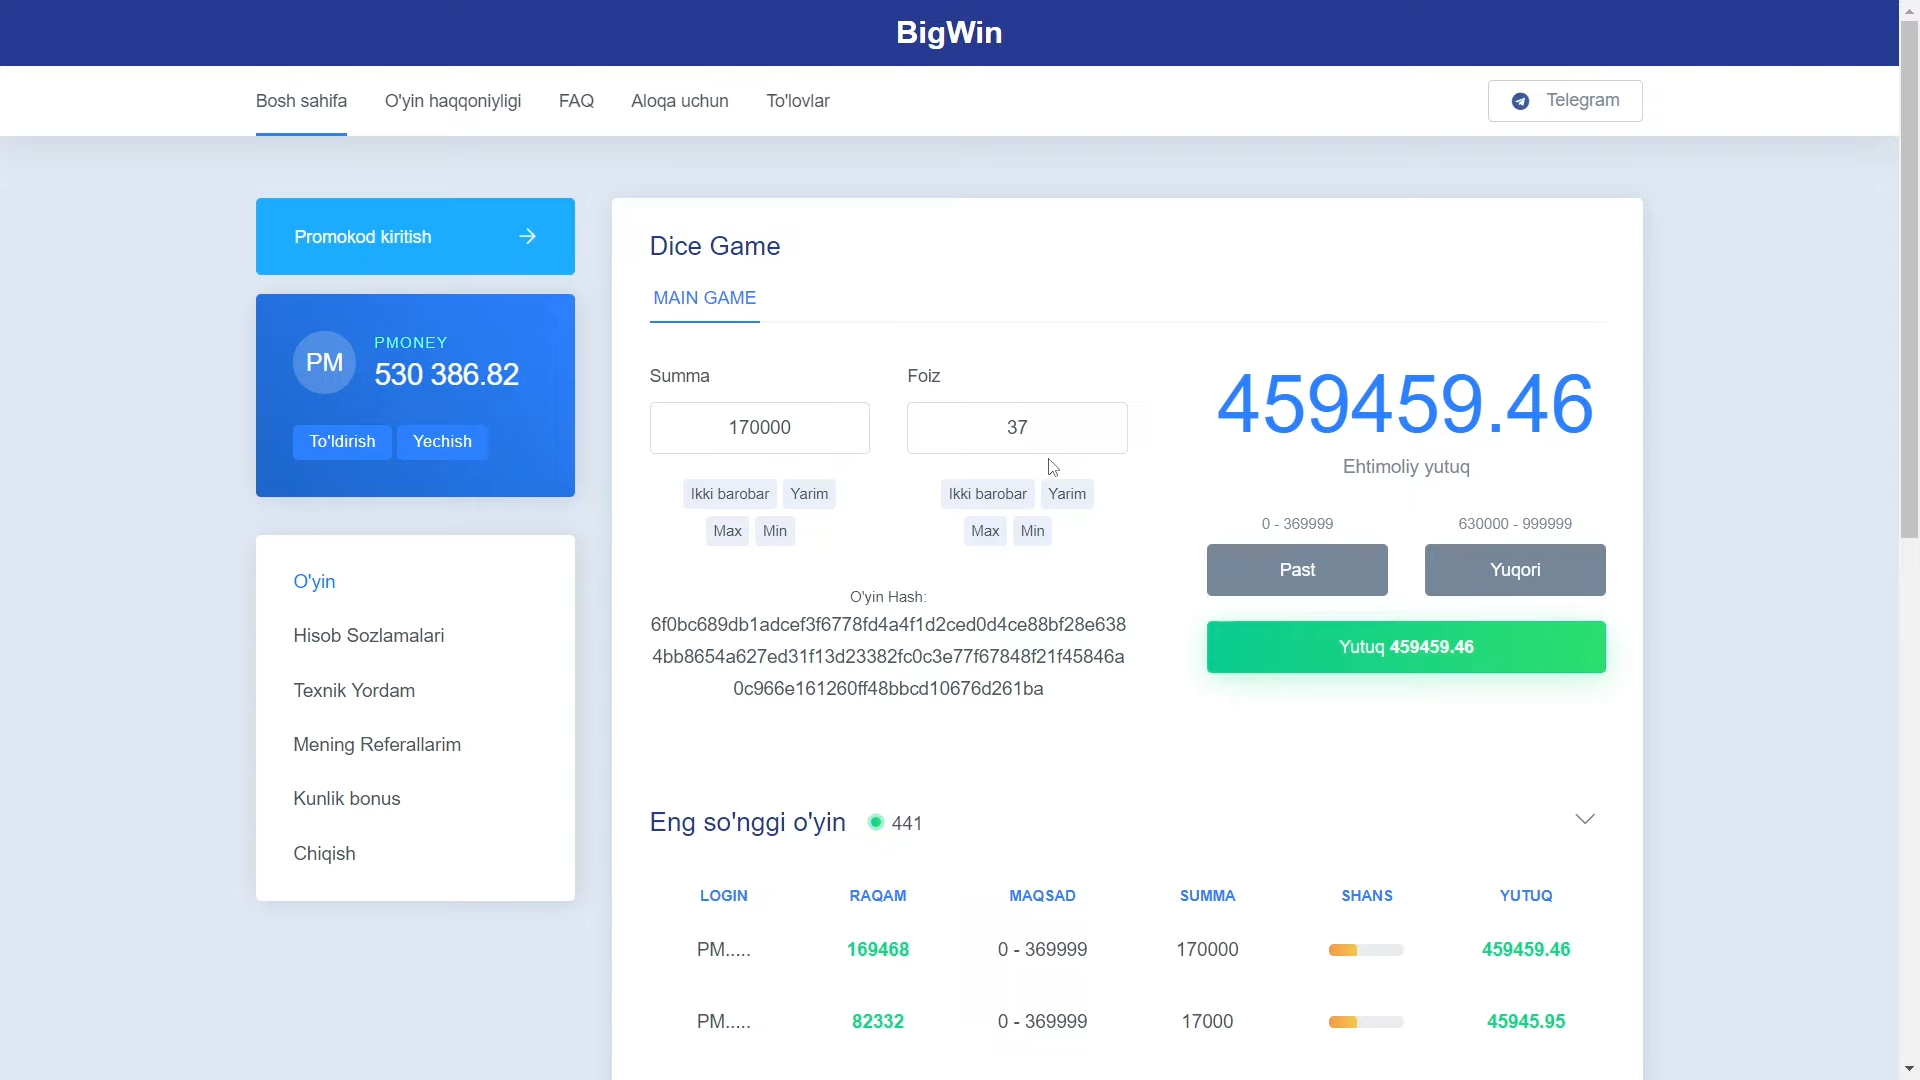 BigWin
Bosh sahifa
O'yin haqqoniyligi
FAQ
Aloqa uchun
To'lovlar
Telegram
Promokod kiritish
PM
PMONEY
530 386.82
To'ldirish
Yechish
O'yin
Hisob Sozlamalari
Texnik Yordam
Mening Referallarim
Kunlik bonus
Chiqish
Dice Game
MAIN GAME
Summa
170000
Ikki barobar
Yarim
Max
Min
Foiz
37
Ikki barobar
Yarim
Max
Min
O'yin Hash:
6f0bc689db1adcef3f6778fd4a4f1d2ced0d4ce88bf28e638
4bb8654a627ed31f13d23382fc0c3e77f67848f21f45846a
0c966e161260ff48bbcd10676d261ba
459459.46
Ehtimoliy yutuq
0 - 369999
630000 - 999999
Past
Yuqori
Yutuq 459459.46
Eng so'nggi o'yin
441
LOGIN RAQAM MAQSAD SUMMA SHANS YUTUQ
PM..... 169468 0 - 369999 170000 459459.46
PM..... 82332 0 - 369999 17000 45945.95